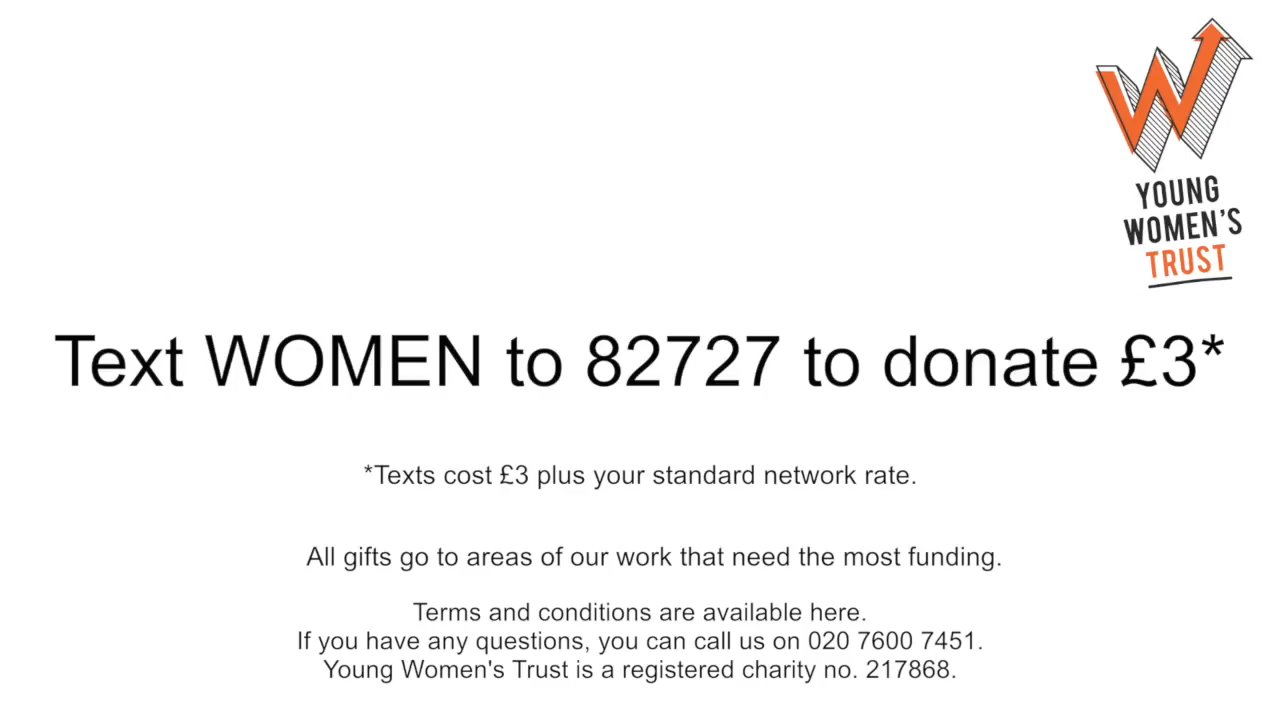 YOUNG
WOMEN'S
TRUST
Text WOMEN to 82727 to donate £3*
*Texts cost £3 plus your standard network rate.
All gifts go to areas of our work that need the most funding.
Terms and conditions are available here.
If you have any questions, you can call us on 020 7600 7451.
Young Women's Trust is a registered charity no. 217868.